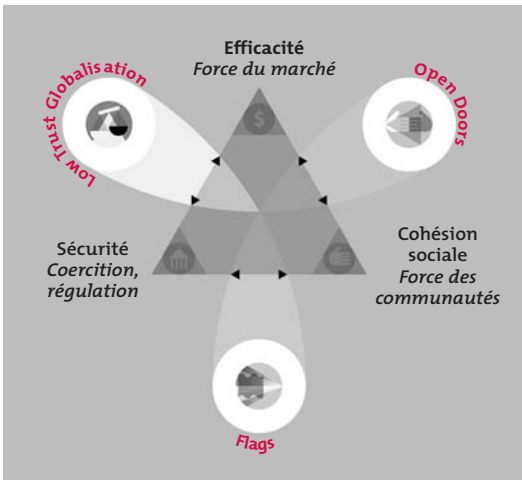 Efficacité
Force du marché
Low Trust Globalisation
Open Doors
$
Sécurité
Coercition,
régulation
Cohésion
sociale
Force des
communautés
Flags